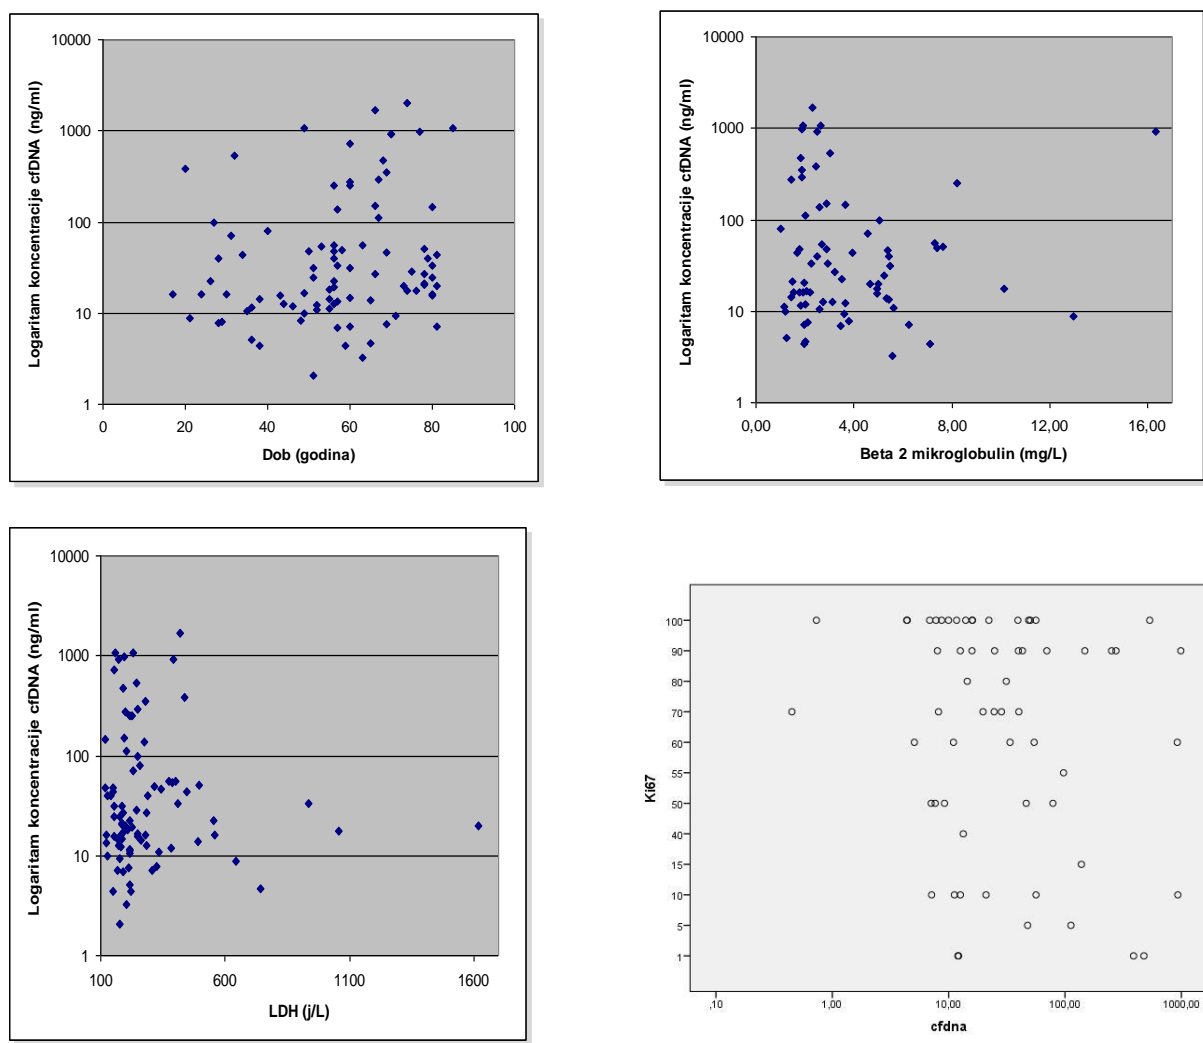 Logaritam koncentracije cfDNA (ng/ml)
10000
1000
100
10
1
0 20 40 60 80 100
Dob (godina)
Logaritam koncentracije cfDNA (ng/ml)
10000
1000
100
10
1
0,00 4,00 8,00 12,00 16,00
Beta 2 mikroglobulin (mg/L)
Logaritam koncentracije cfDNA (ng/ml)
10000
1000
100
10
1
100 600 1100 1600
LDH (j/L)
Ki67
100
90
80
70
60
55
50
40
15
10
5
1
,10 1,00 10,00 100,00 1000,00
cfdna